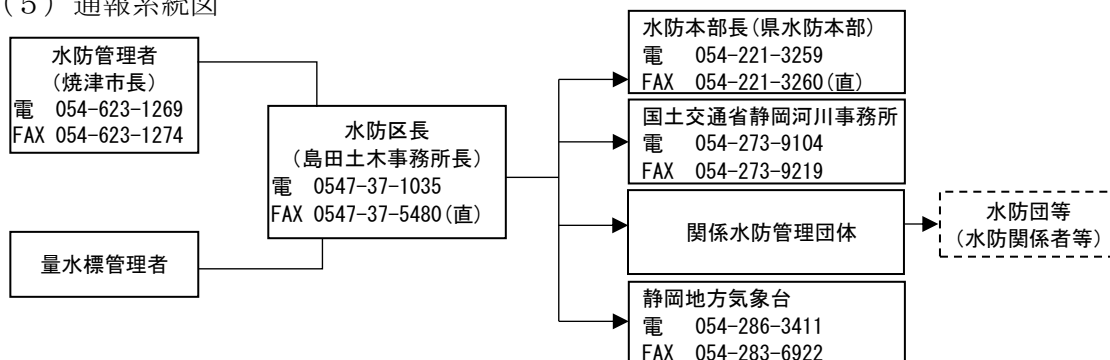 （５）通報系統図
水防管理者
（焼津市長）
電 054-623-1269
FAX 054-623-1274
量水標管理者
水防区長
（島田土木事務所長）
電 0547-37-1035
FAX 0547-37-5480(直)
水防本部長(県水防本部)
電 054-221-3259
FAX 054-221-3260(直)
国土交通省静岡河川事務所
電 054-273-9104
FAX 054-273-9219
関係水防管理団体
水防団等
(水防関係者等)
静岡地方気象台
電 054-286-3411
FAX 054-283-6922